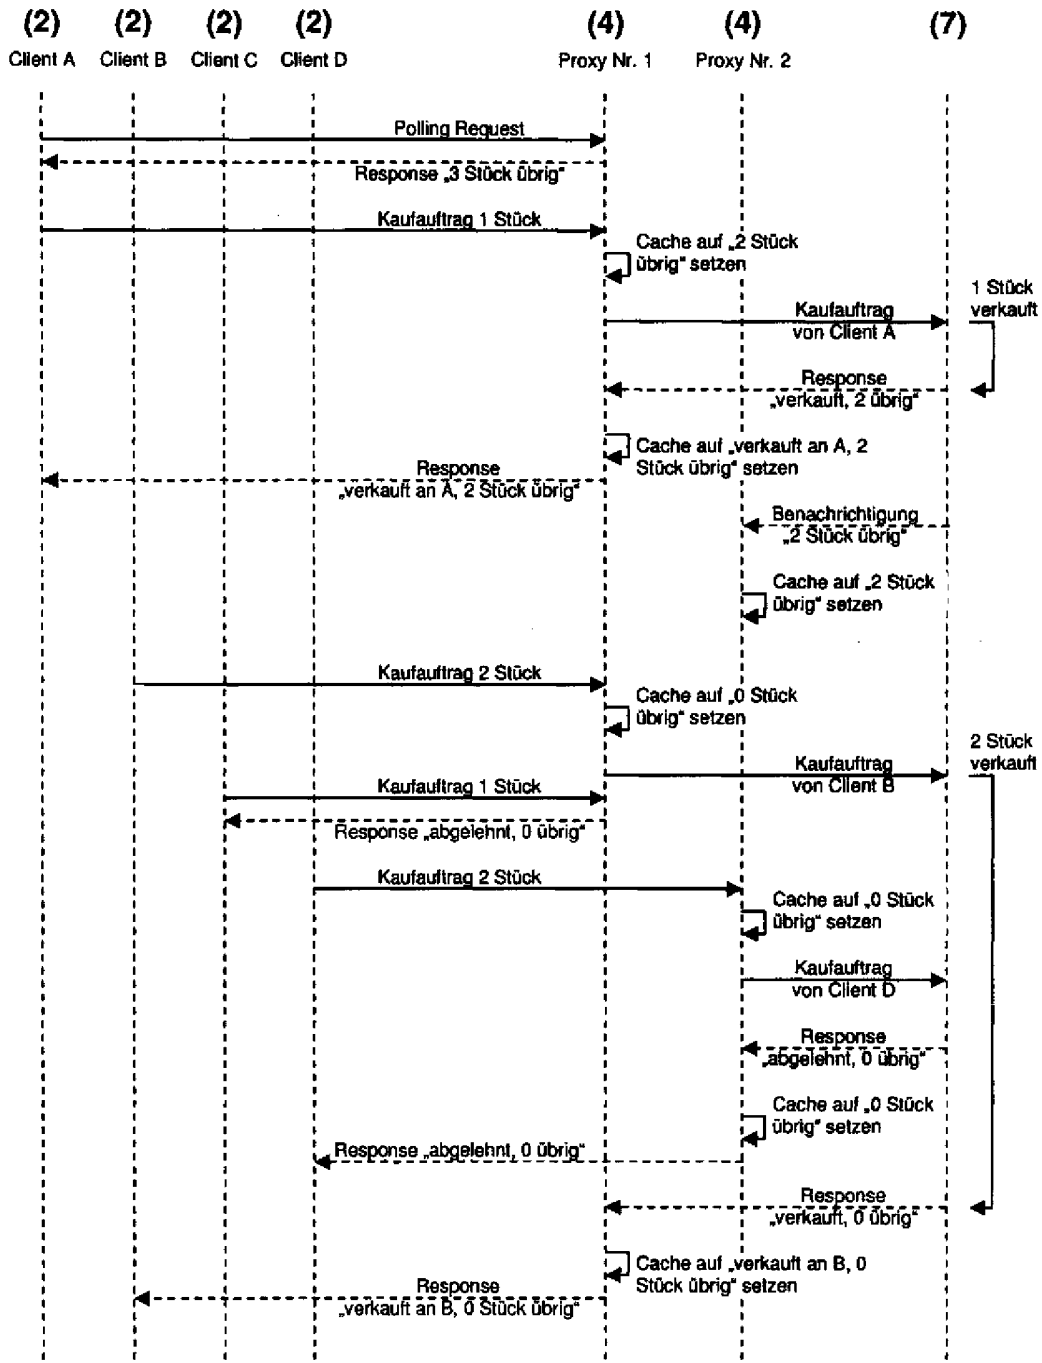 (2) (2) (2) (2) (4) (4) (7)
Client A Client B Client C Client D Proxy Nr. 1 Proxy Nr. 2
Polling Request
Response „3 Stück übrig“
Kaufauftrag 1 Stück
Cache auf „2 Stück
übrig“ setzen
1 Stück
verkauft
Kaufauftrag
von Client A
Response
„verkauft, 2 übrig“
Cache auf „verkauft an A, 2
Stück übrig“ setzen
Response
„verkauft an A, 2 Stück übrig“
Benachrichtigung
„2 Stück übrig“
Cache auf „2 Stück
übrig“ setzen
Kaufauftrag 2 Stück
Cache auf „0 Stück
übrig“ setzen
2 Stück
verkauft
Kaufauftrag
von Client B
Kaufauftrag 1 Stück
Response „abgelehnt, 0 übrig“
Kaufauftrag 2 Stück
Cache auf „0 Stück
übrig“ setzen
Kaufauftrag
von Client D
Response
„abgelehnt, 0 übrig“
Cache auf „0 Stück
übrig“ setzen
Response „abgelehnt, 0 übrig“
Response
„verkauft, 0 übrig“
Cache auf „verkauft an B, 0
Stück übrig“ setzen
Response
„verkauft an B, 0 Stück übrig“